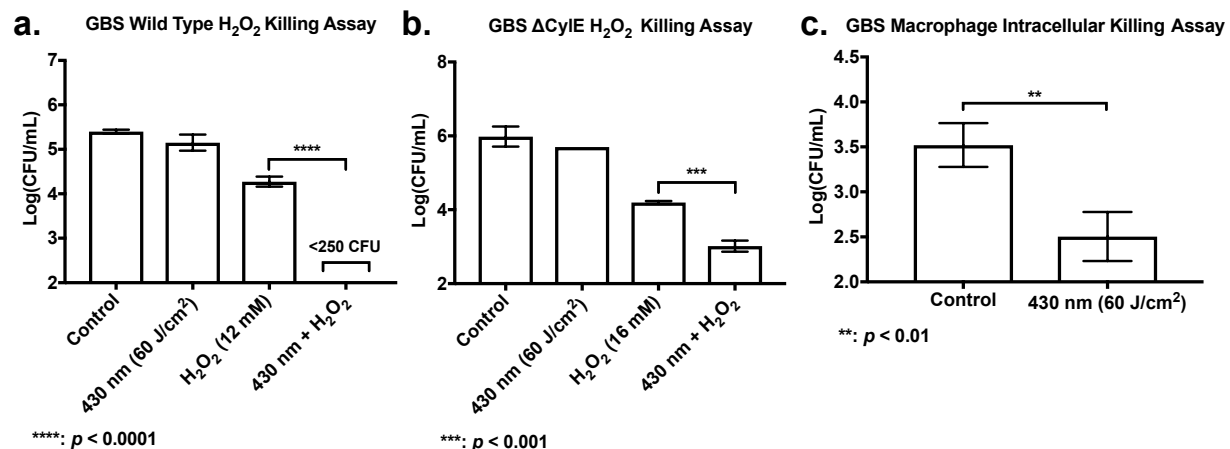 a.
GBS Wild Type H₂O₂ Killing Assay
Log(CFU/mL)
7
6
5
4
3
2
****
<250 CFU
Control
430 nm (60 J/cm²)
H₂O₂ (12 mM)
430 nm + H₂O₂
****: p < 0.0001
b.
GBS ΔCylE H₂O₂ Killing Assay
Log(CFU/mL)
8
6
4
2
***
Control
430 nm (60 J/cm²)
H₂O₂ (16 mM)
430 nm + H₂O₂
***: p < 0.001
c.
GBS Macrophage Intracellular Killing Assay
Log(CFU/mL)
4.5
4.0
3.5
3.0
2.5
2.0
**
Control
430 nm (60 J/cm²)
**: p < 0.01